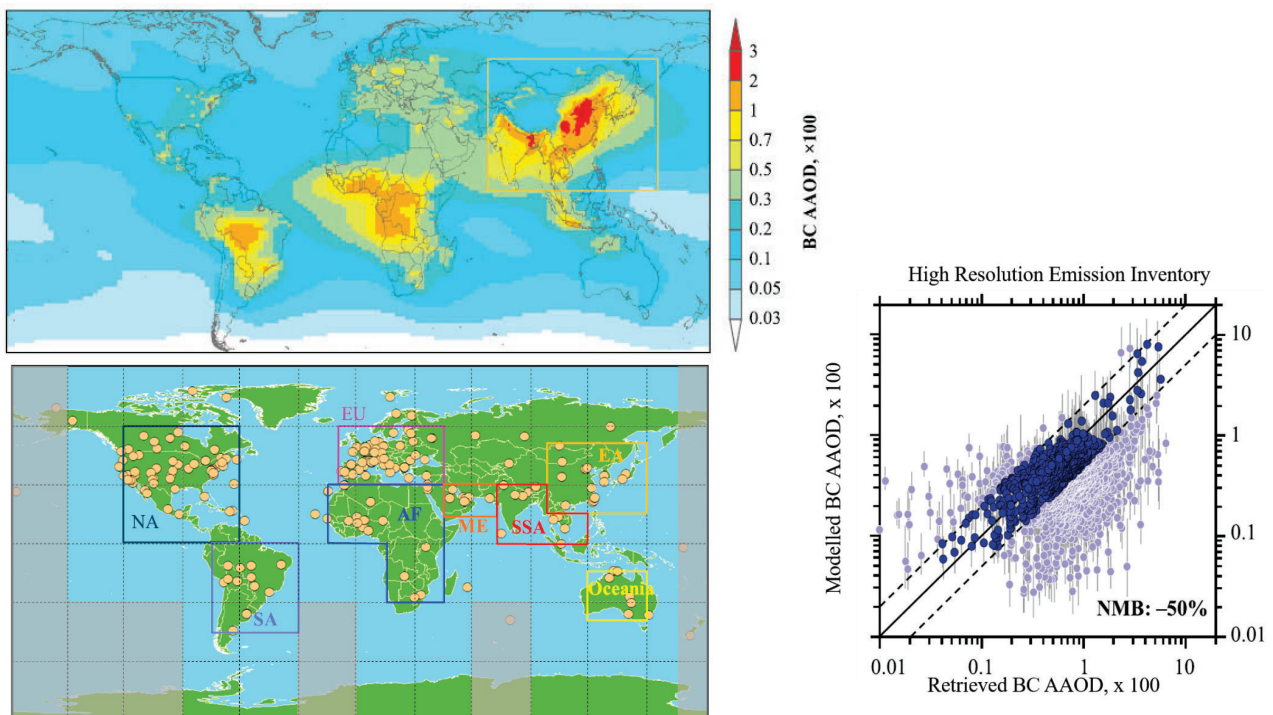 3
2
1
0.7
0.5
0.3
0.2
0.1
0.05
0.03
BC AAOD, ×100
EU
EA
NA
AF
ME
SSA
SA
Oceania
High Resolution Emission Inventory
10
1
0.1
0.01
Modelled BC AAOD, x 100
NMB: –50%
0.01
0.1
1
10
Retrieved BC AAOD, x 100